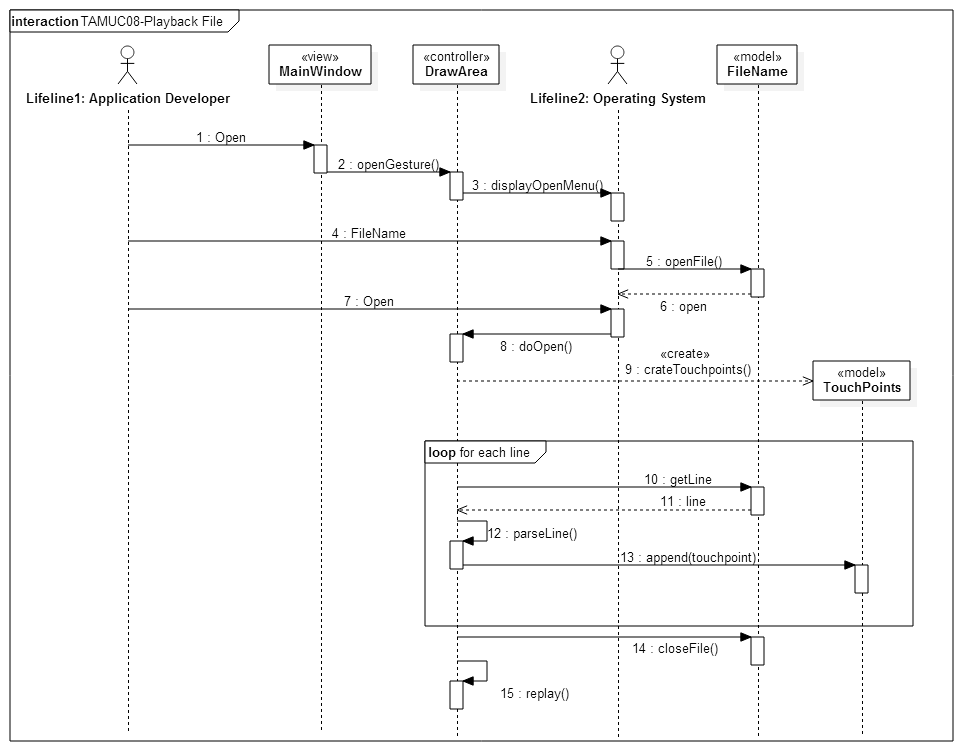 interaction TAMUC08-Playback File
«view»
MainWindow
«controller»
DrawArea
«model»
FileName
Lifeline1: Application Developer
Lifeline2: Operating System
1 : Open
2 : openGesture()
3 : displayOpenMenu()
4 : FileName
5 : openFile()
6 : open
7 : Open
8 : doOpen()
«create»
9 : crateTouchpoints()
«model»
TouchPoints
loop for each line
10 : getLine
11 : line
12 : parseLine()
13 : append(touchpoint)
14 : closeFile()
15 : replay()